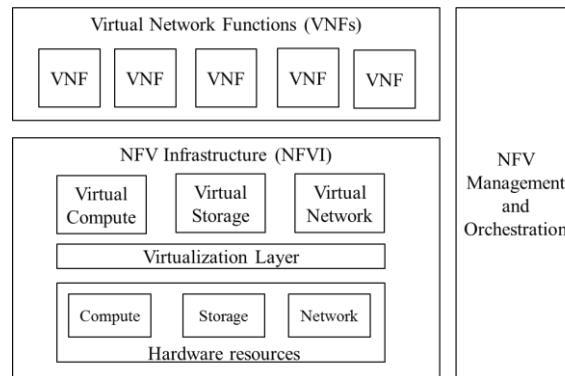 Virtual Network Functions (VNFs)
VNF VNF VNF VNF VNF
NFV Infrastructure (NFVI)
Virtual Compute
Virtual Storage
Virtual Network
Virtualization Layer
Compute Storage Network
Hardware resources
NFV
Management
and
Orchestration